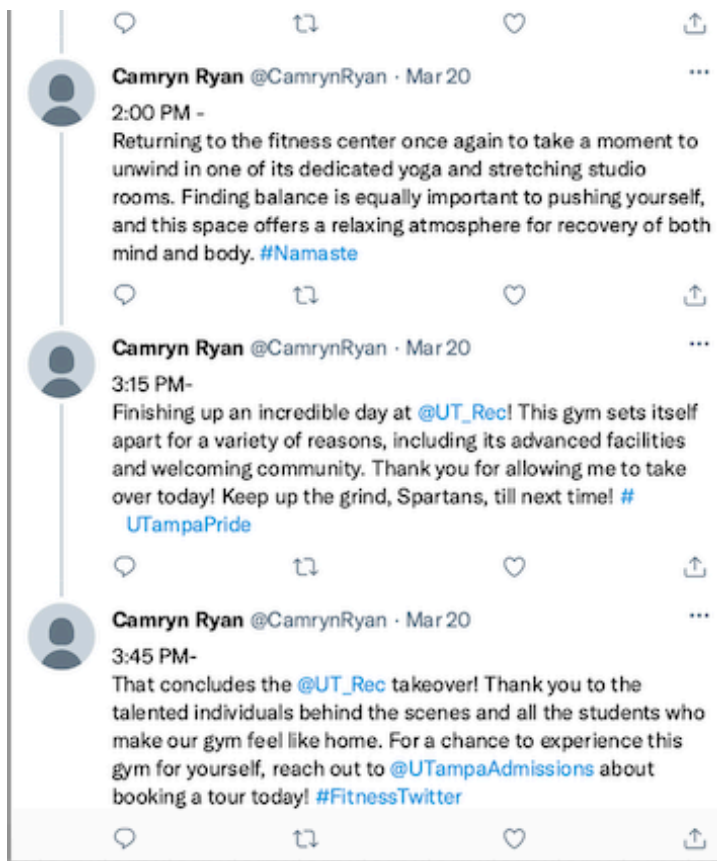 Camryn Ryan @CamrynRyan · Mar 20
2:00 PM -
Returning to the fitness center once again to take a moment to
unwind in one of its dedicated yoga and stretching studio
rooms. Finding balance is equally important to pushing yourself,
and this space offers a relaxing atmosphere for recovery of both
mind and body. #Namaste
Camryn Ryan @CamrynRyan · Mar 20
3:15 PM-
Finishing up an incredible day at @UT_Rec! This gym sets itself
apart for a variety of reasons, including its advanced facilities
and welcoming community. Thank you for allowing me to take
over today! Keep up the grind, Spartans, till next time! #
UTampaPride
Camryn Ryan @CamrynRyan · Mar 20
3:45 PM-
That concludes the @UT_Rec takeover! Thank you to the
talented individuals behind the scenes and all the students who
make our gym feel like home. For a chance to experience this
gym for yourself, reach out to @UTampaAdmissions about
booking a tour today! #FitnessTwitter